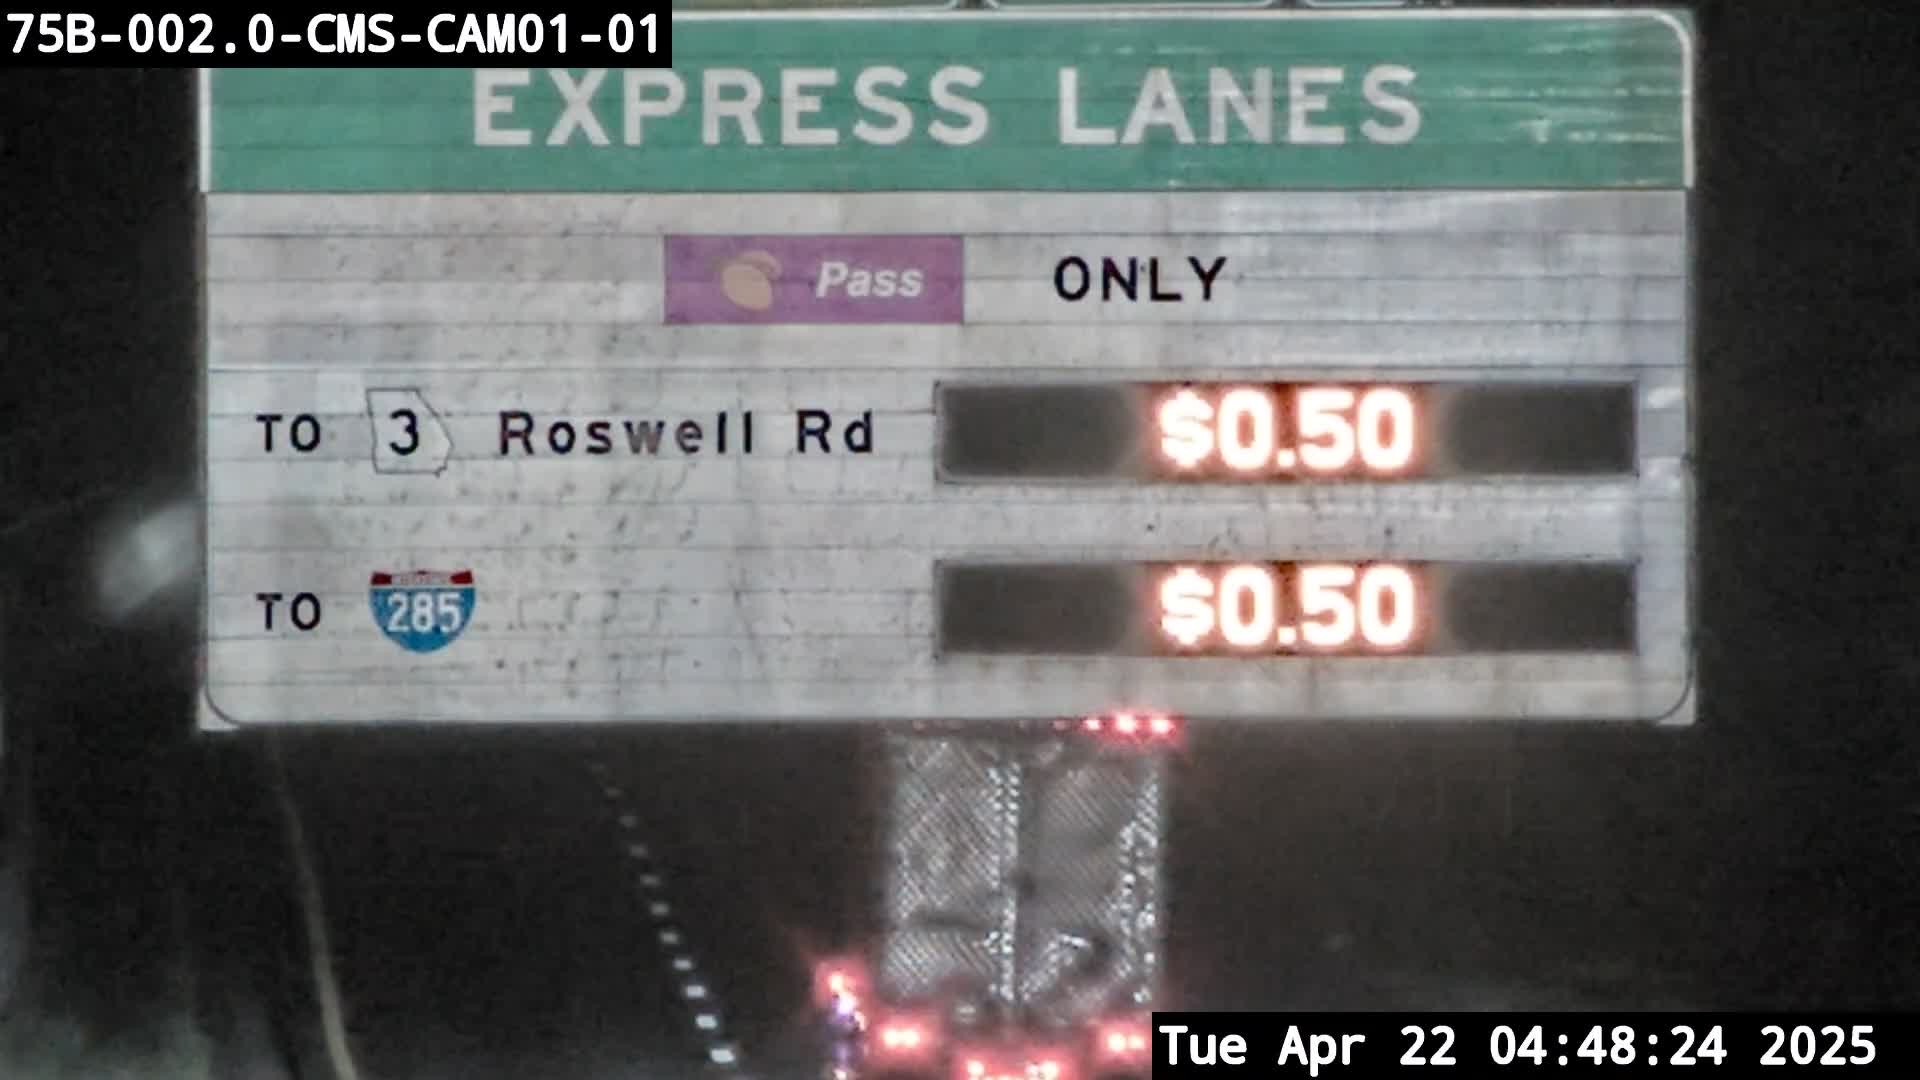 75B-002.0-CMS-CAM01-01
EXPRESS LANES
Pass ONLY
TO 3 Roswell Rd $0.50
TO 285 $0.50
Tue Apr 22 04:48:24 2025